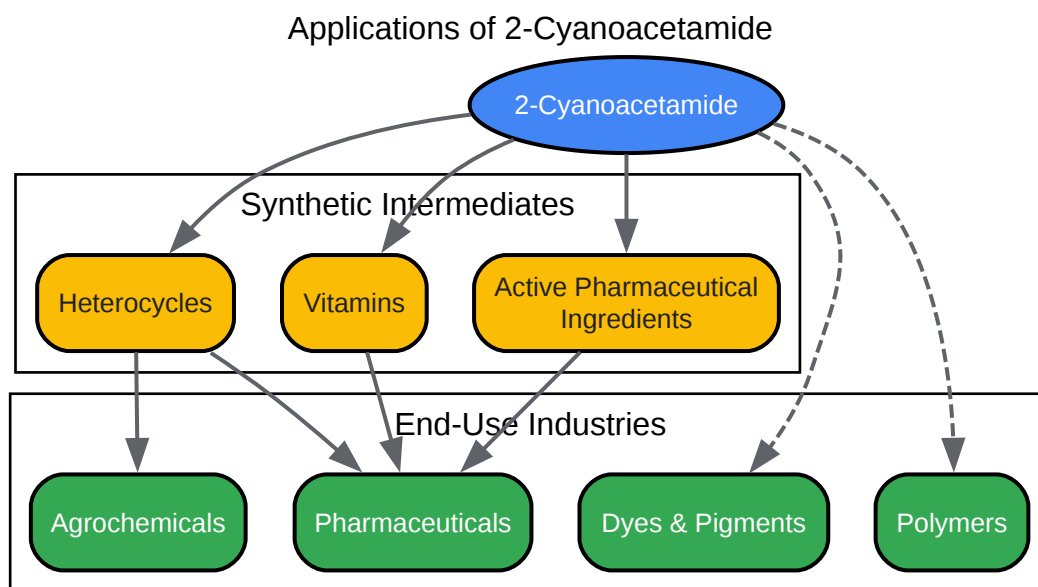 Applications of 2-Cyanoacetamide
2-Cyanoacetamide
Synthetic Intermediates
Heterocycles
Vitamins
Active Pharmaceutical
Ingredients
End-Use Industries
Agrochemicals
Pharmaceuticals
Dyes & Pigments
Polymers